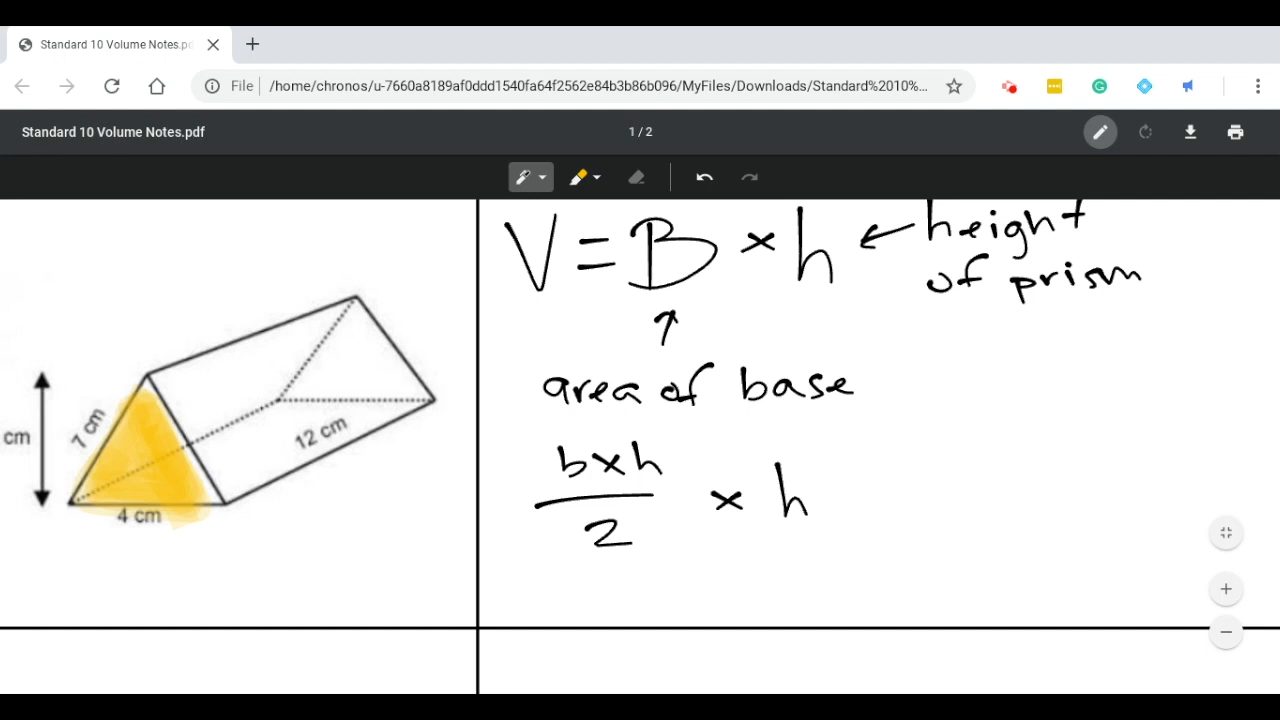 Standard 10 Volume Notes.pd
File
/home/chronos/u-7660a8189af0ddd1540fa64f2562e84b3b86b096/MyFiles/Downloads/Standard%2010%...
Standard 10 Volume Notes.pdf
1 / 2
V = B × h ← height
of prism
↑
area of base
b × h
2
× h
cm
7 cm
12 cm
4 cm